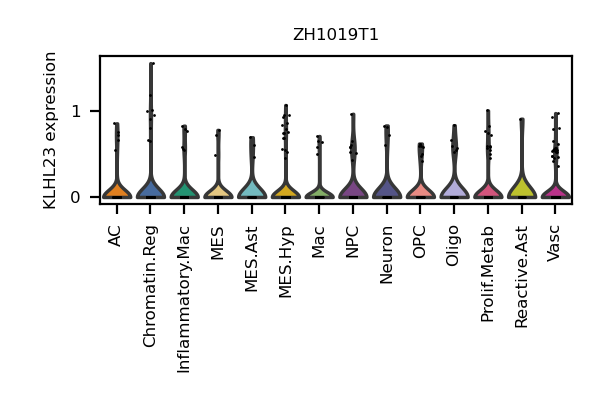 ZH1019T1
KLHL23 expression
1
0
AC
Chromatin.Reg
Inflammatory.Mac
MES
MES.Ast
MES.Hyp
Mac
NPC
Neuron
OPC
Oligo
Prolif.Metab
Reactive.Ast
Vasc